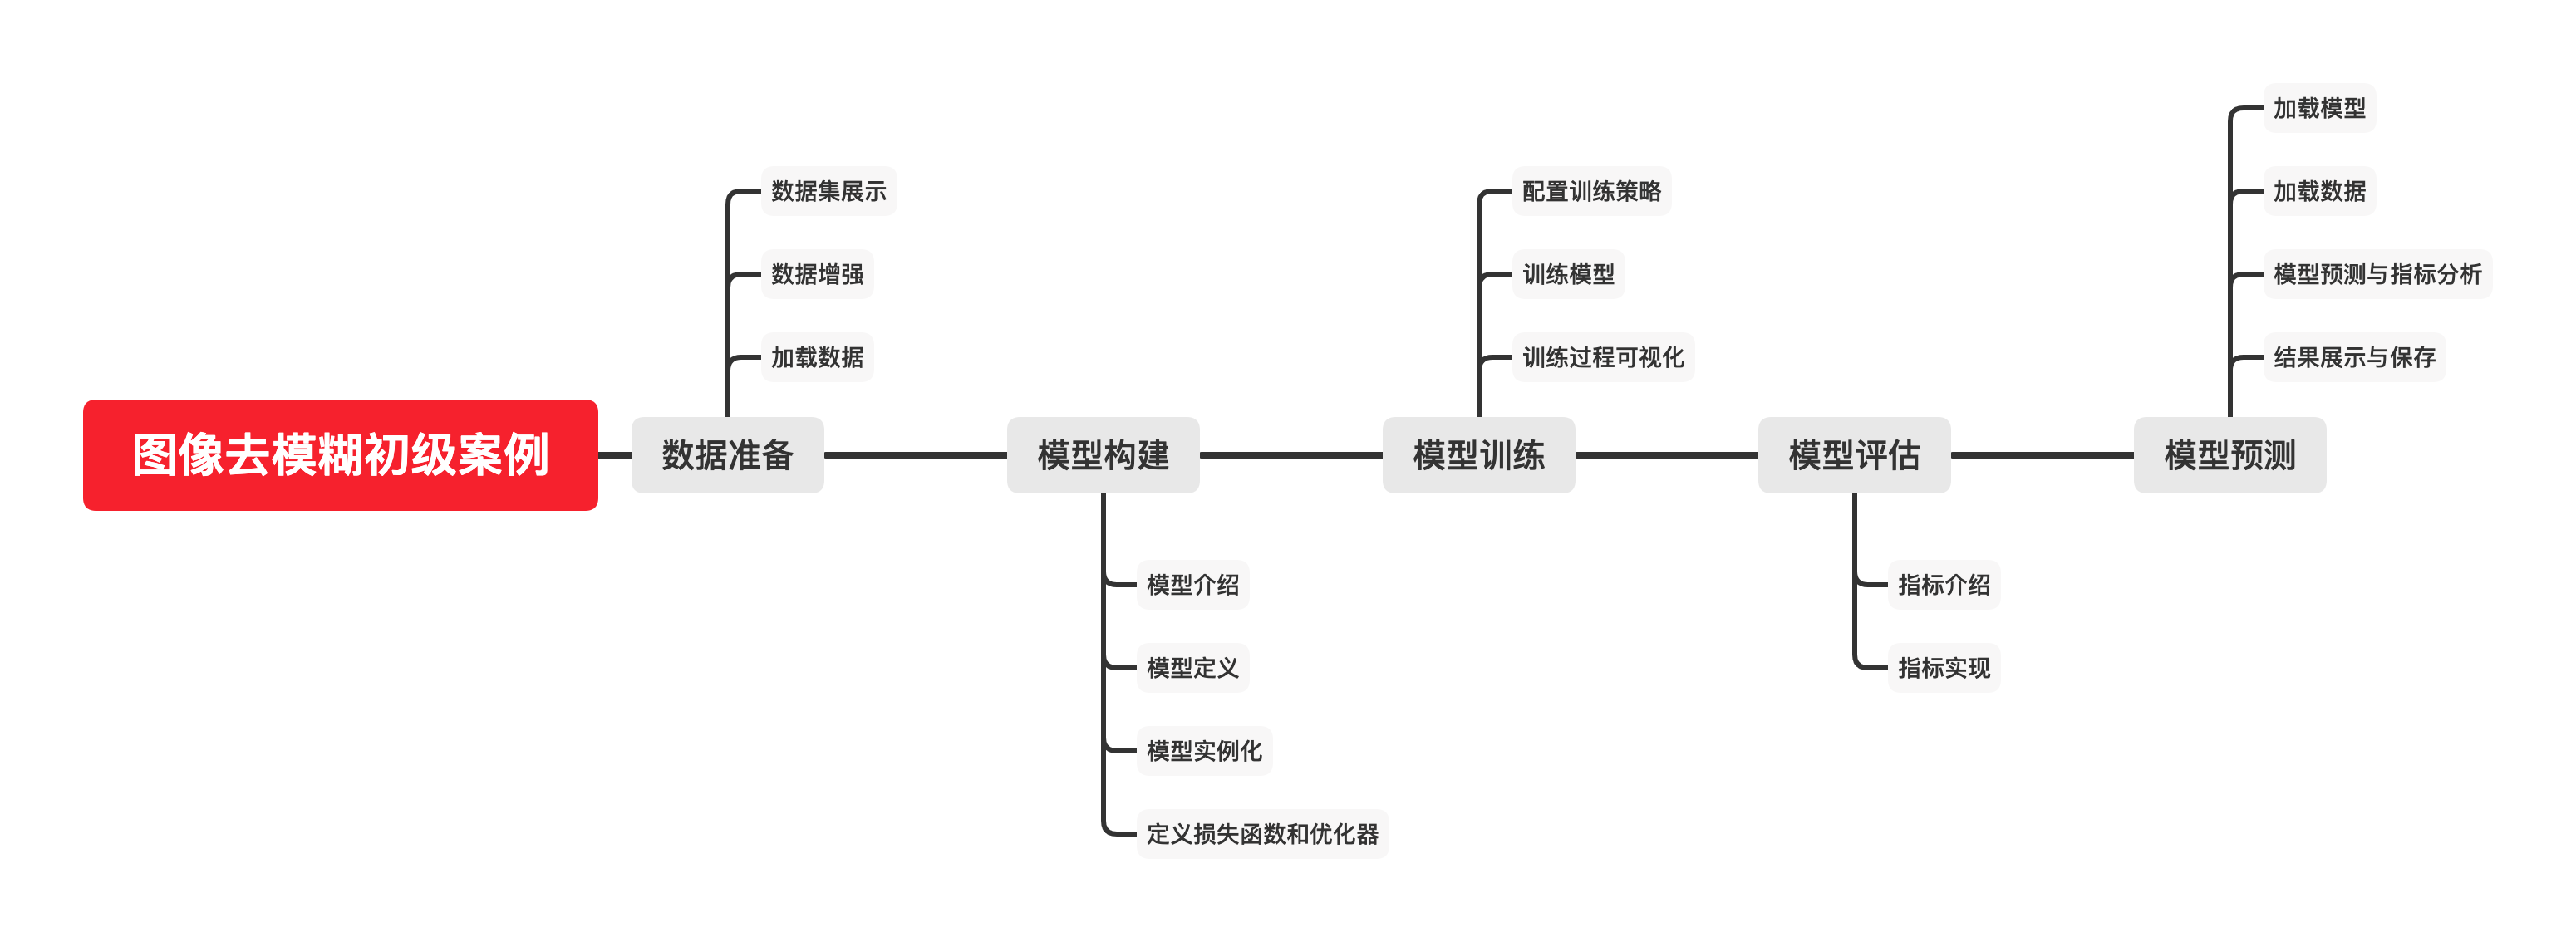 图像去模糊初级案例
数据准备
数据集展示
数据增强
加载数据
模型构建
模型介绍
模型定义
模型实例化
定义损失函数和优化器
模型训练
配置训练策略
训练模型
训练过程可视化
模型评估
指标介绍
指标实现
模型预测
加载模型
加载数据
模型预测与指标分析
结果展示与保存